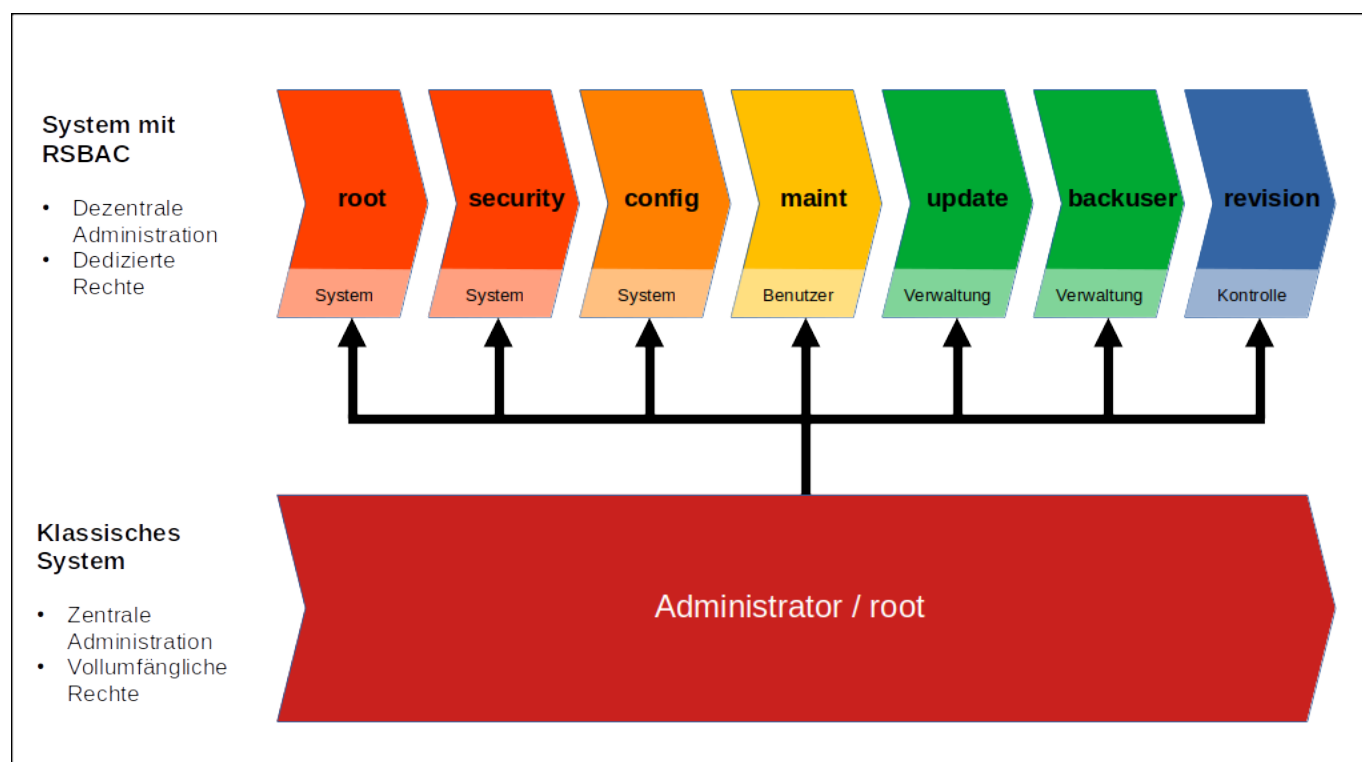 System mit
RSBAC
• Dezentrale
Administration
• Dedizierte
Rechte
root
security
config
maint
update
backuser
revision
System
System
System
Benutzer
Verwaltung
Verwaltung
Kontrolle
Klassisches
System
• Zentrale
Administration
• Vollumfängliche
Rechte
Administrator / root